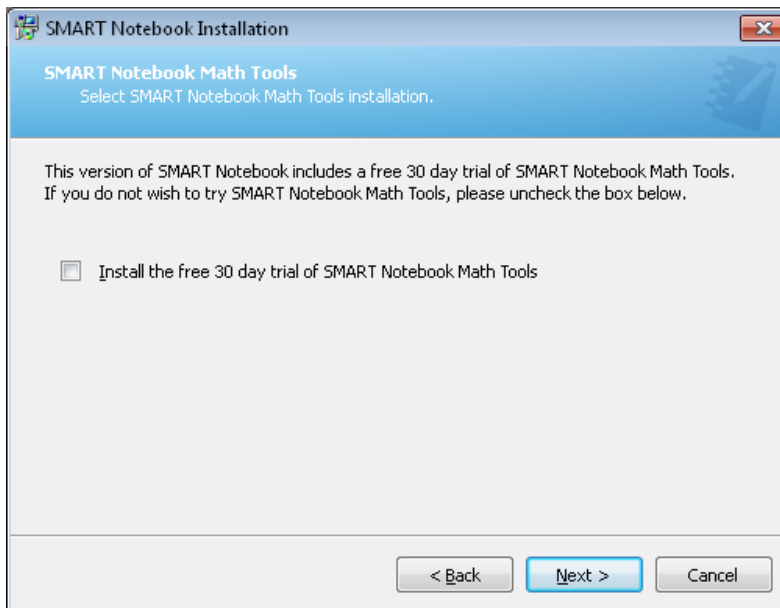 SMART Notebook Installation
SMART Notebook Math Tools
Select SMART Notebook Math Tools installation.
This version of SMART Notebook includes a free 30 day trial of SMART Notebook Math Tools.
If you do not wish to try SMART Notebook Math Tools, please uncheck the box below.
Install the free 30 day trial of SMART Notebook Math Tools
< Back
Next >
Cancel